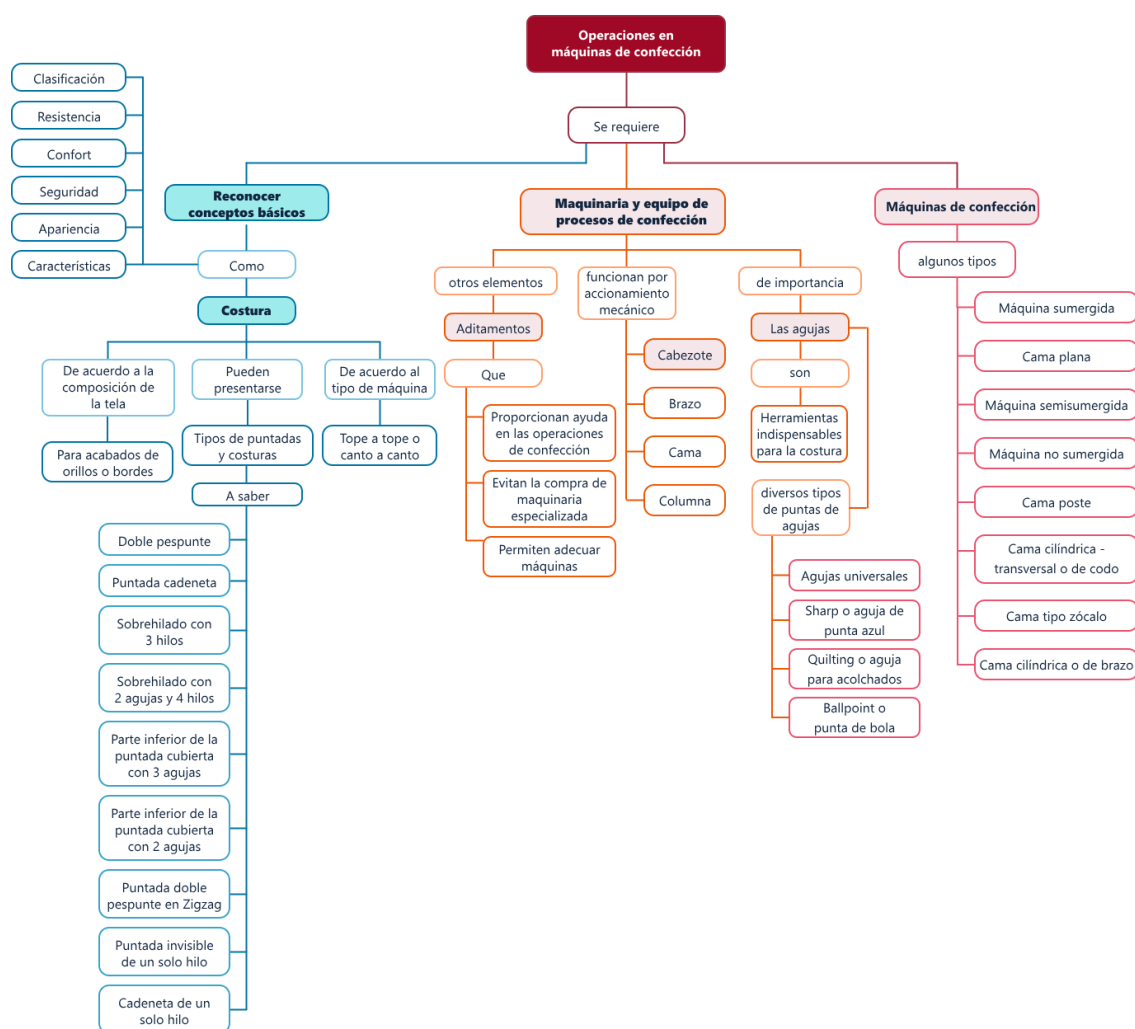 Operaciones en
máquinas de confección
Se requiere
Clasificación
Resistencia
Confort
Seguridad
Apariencia
Características
Reconocer
conceptos básicos
Como
Costura
De acuerdo a la
composición de
la tela
Para acabados de
orillos o bordes
Pueden
presentarse
Tipos de puntadas
y costuras
A saber
De acuerdo al
tipo de máquina
Tope a tope o
canto a canto
Doble pespunte
Puntada cadeneta
Sobrehilado con
3 hilos
Sobrehilado con
2 agujas y 4 hilos
Parte inferior de la
puntada cubierta
con 3 agujas
Parte inferior de la
puntada cubierta
con 2 agujas
Puntada doble
pespunte en Zigzag
Puntada invisible
de un solo hilo
Cadeneta de un
solo hilo
Maquinaria y equipo de
procesos de confección
otros elementos
Aditamentos
Que
Proporcionan ayuda
en las operaciones
de confección
Evitan la compra de
maquinaria
especializada
Permiten adecuar
máquinas
funcionan por
accionamiento
mecánico
Cabezote
Brazo
Cama
Columna
de importancia
Las agujas
son
Herramientas
indispensables
para la costura
diversos tipos
de puntas de
agujas
Agujas universales
Sharp o aguja de
punta azul
Quilting o aguja
para acolchados
Ballpoint o
punta de bola
Máquinas de confección
algunos tipos
Máquina sumergida
Cama plana
Máquina semisumergida
Máquina no sumergida
Cama poste
Cama cilíndrica -
transversal o de codo
Cama tipo zócalo
Cama cilíndrica o de brazo